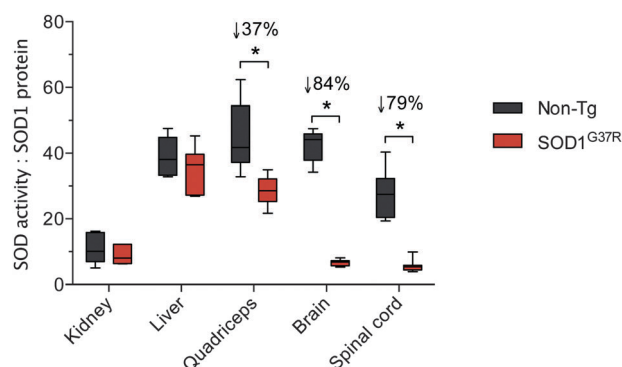 80
60
40
20
0
SOD activity : SOD1 protein
↓37%
*
↓84%
*
↓79%
*
Kidney
Liver
Quadriceps
Brain
Spinal cord
Non-Tg
SOD1ᴳ³⁷ᴿ